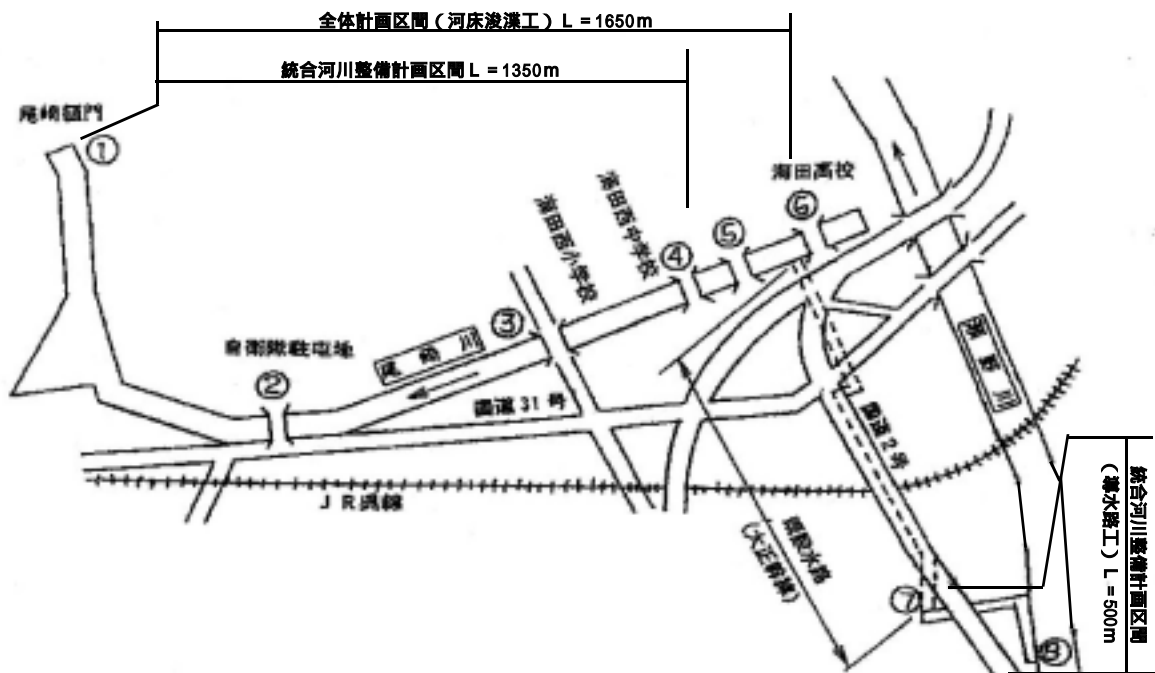 全体計画区間（河床浚渫工）L＝1650m
統合河川整備計画区間L＝1350m
尾崎樋門
①
海田高校
⑥
海田西中学校
⑤
④
海田西小学校
③
尾崎川
自衛隊駐屯地
②
国道31号
瀬野川
国道2号
JR呉線
既設水路
(大正幹線)
⑦
⑧
統合河川整備計画区間
（導水路工）L＝500m